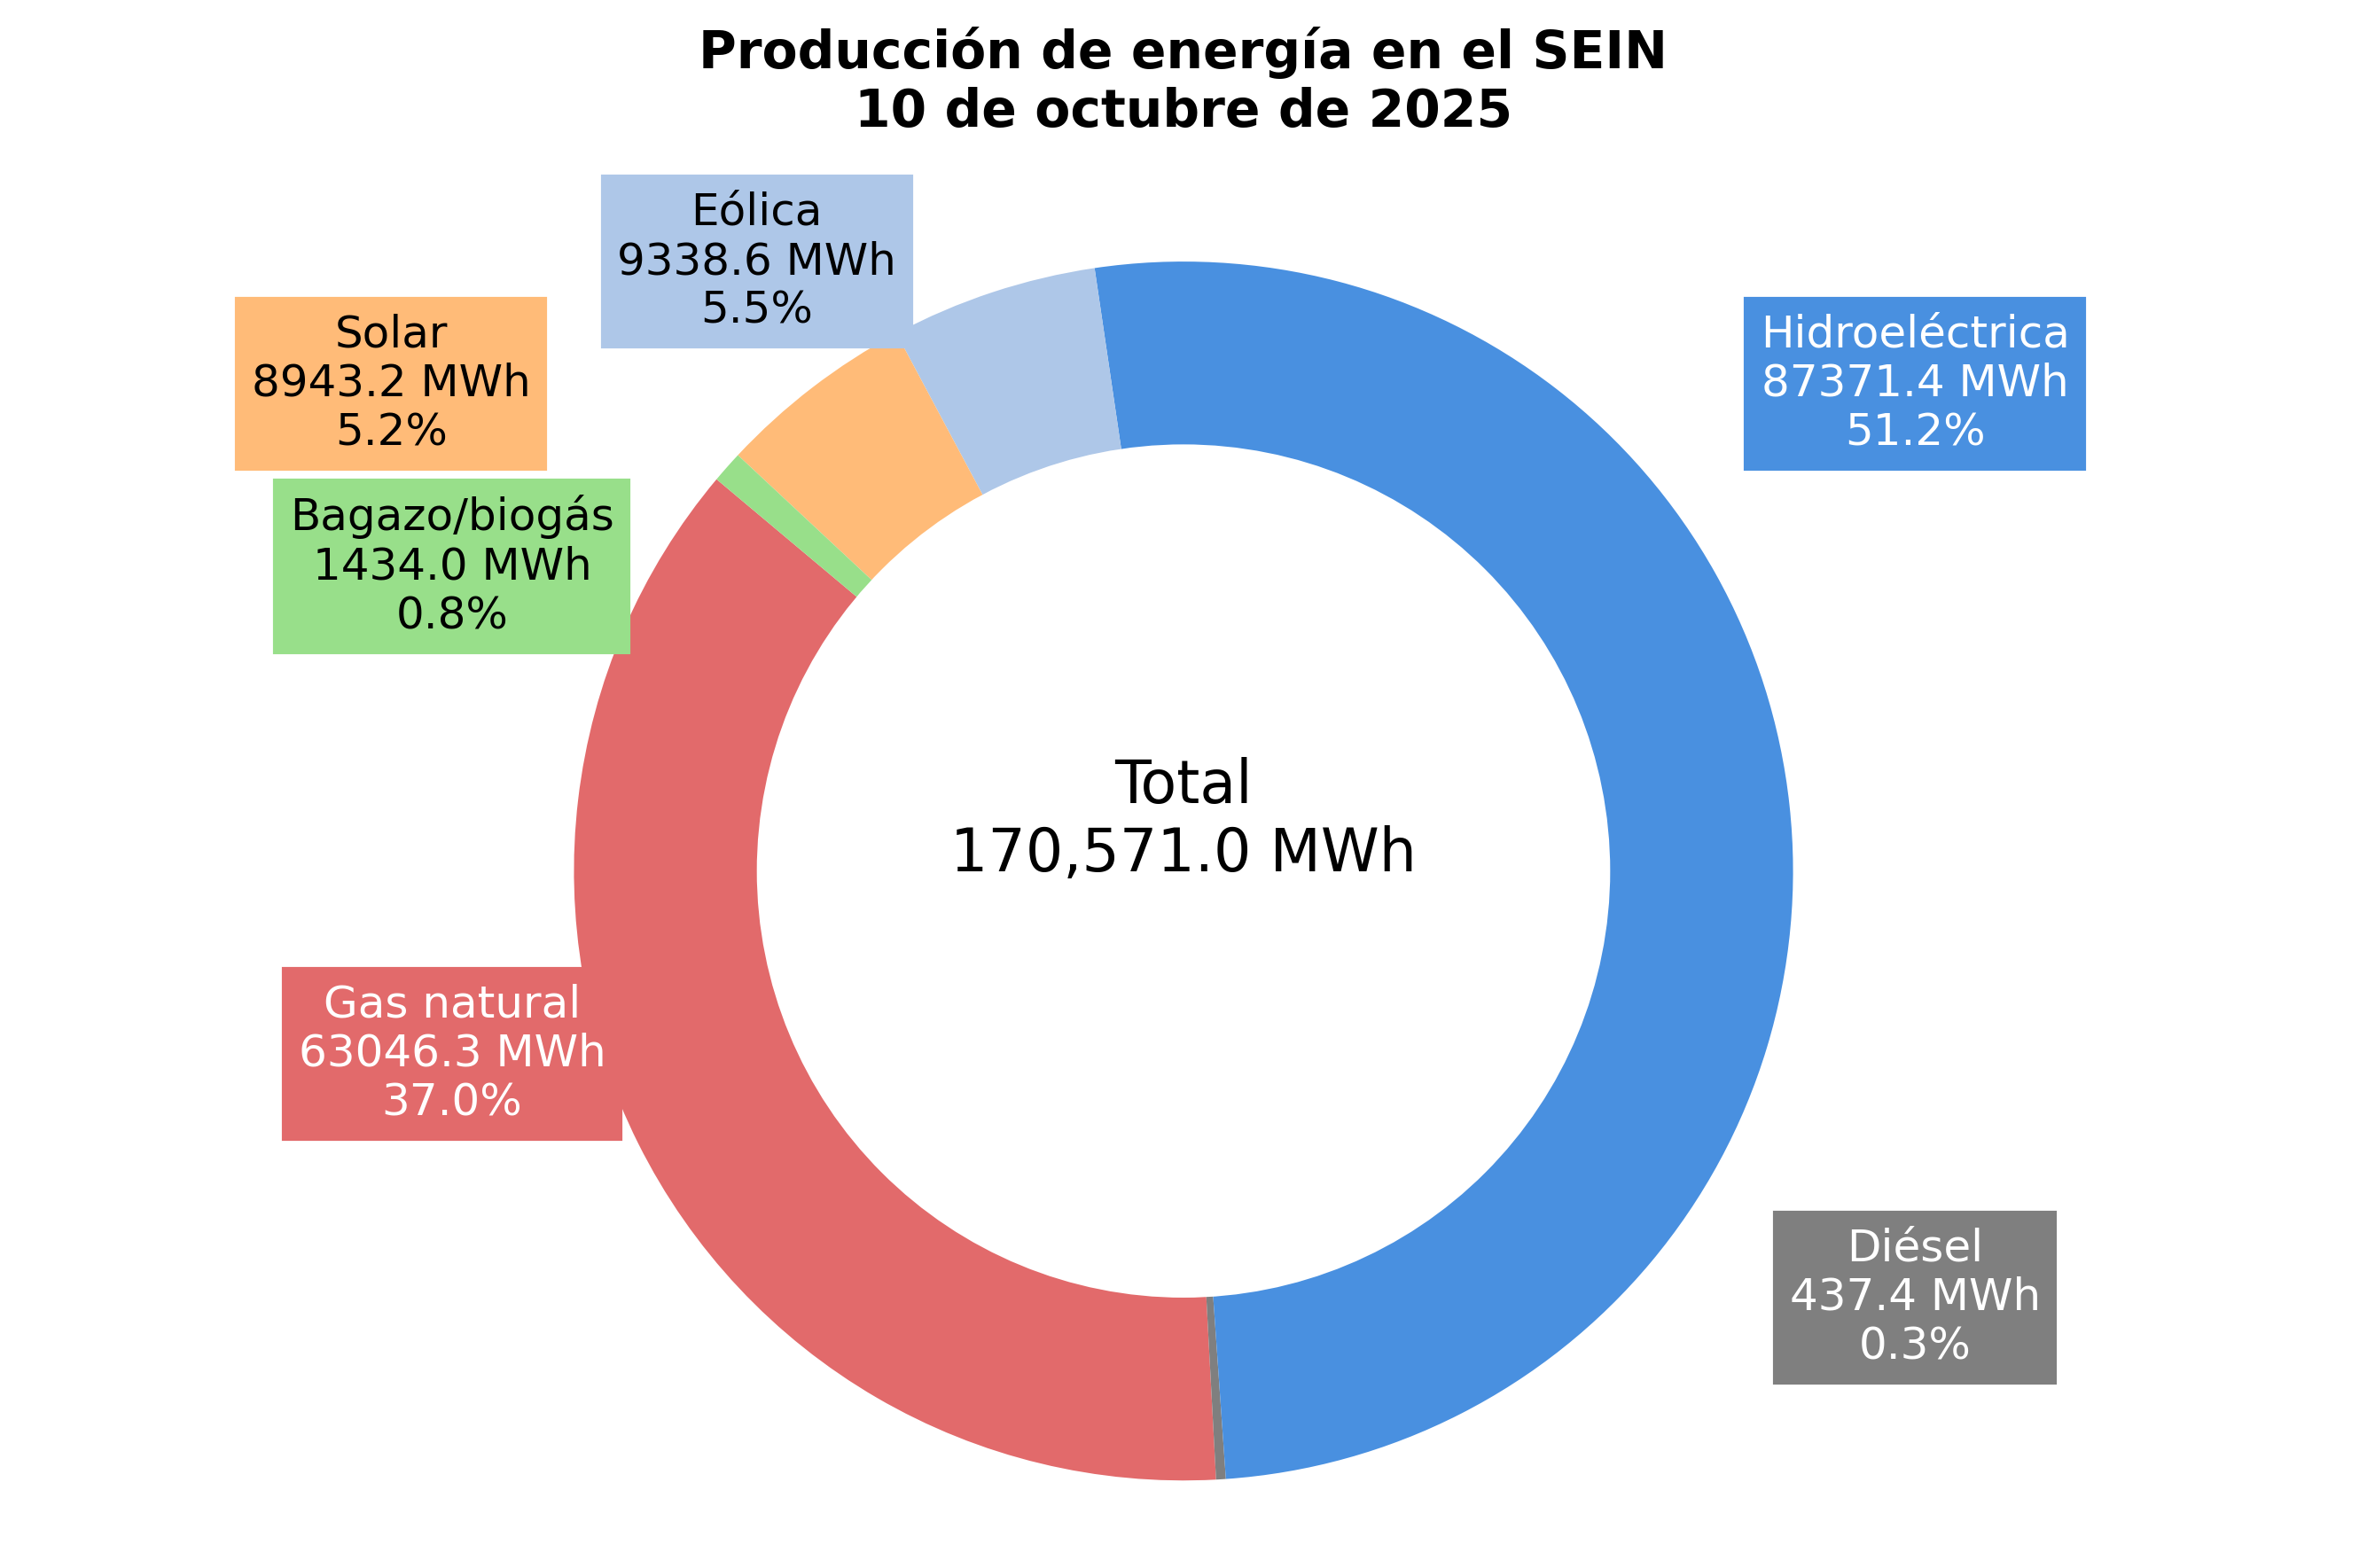 Producción de energía en el SEIN
10 de octubre de 2025
Eólica
9338.6 MWh
5.5%
Solar
8943.2 MWh
5.2%
Hidroeléctrica
87371.4 MWh
51.2%
Bagazo/biogás
1434.0 MWh
0.8%
Total
170,571.0 MWh
Gas natural
63046.3 MWh
37.0%
Diésel
437.4 MWh
0.3%